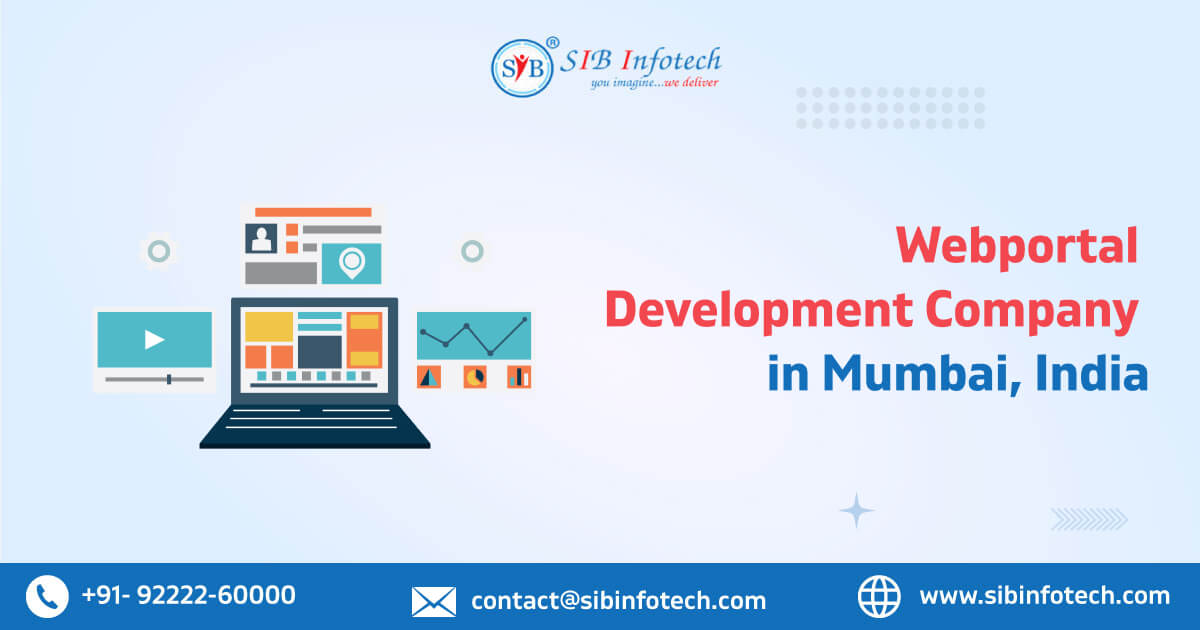 SYB ®
SIB Infotech
you imagine...we deliver
Webportal
Development Company
in Mumbai, India
+91- 92222-60000
contact@sibinfotech.com
www.sibinfotech.com